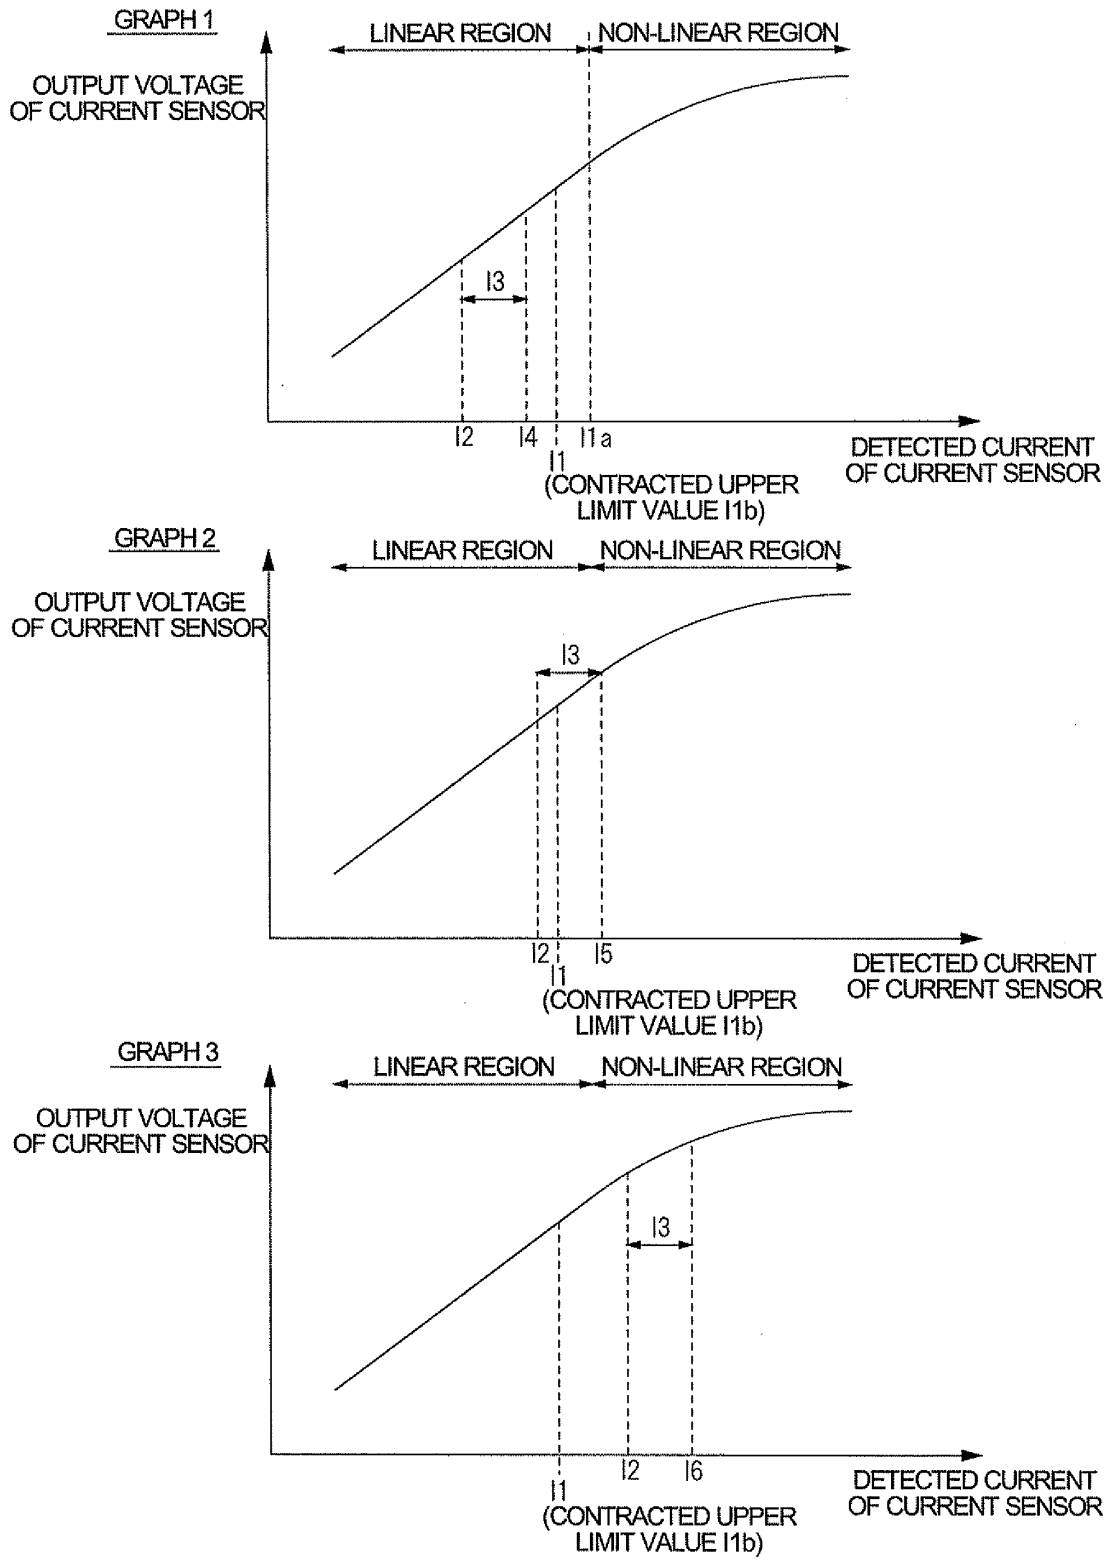 GRAPH 1
LINEAR REGION
NON-LINEAR REGION
OUTPUT VOLTAGE
OF CURRENT SENSOR
I3
I2
I4
I1a
I1
(CONTRACTED UPPER
LIMIT VALUE I1b)
DETECTED CURRENT
OF CURRENT SENSOR
GRAPH 2
LINEAR REGION
NON-LINEAR REGION
OUTPUT VOLTAGE
OF CURRENT SENSOR
I3
I2
I5
I1
(CONTRACTED UPPER
LIMIT VALUE I1b)
DETECTED CURRENT
OF CURRENT SENSOR
GRAPH 3
LINEAR REGION
NON-LINEAR REGION
OUTPUT VOLTAGE
OF CURRENT SENSOR
I3
I2
I6
I1
(CONTRACTED UPPER
LIMIT VALUE I1b)
DETECTED CURRENT
OF CURRENT SENSOR